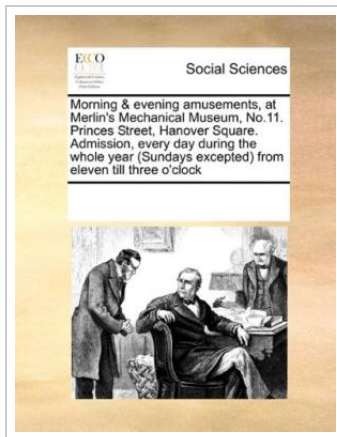 ECCO
Social Sciences
Morning & evening amusements, at
Merlin's Mechanical Museum, No.11.
Princes Street, Hanover Square.
Admission, every day during the
whole year (Sundays excepted) from
eleven till three o'clock